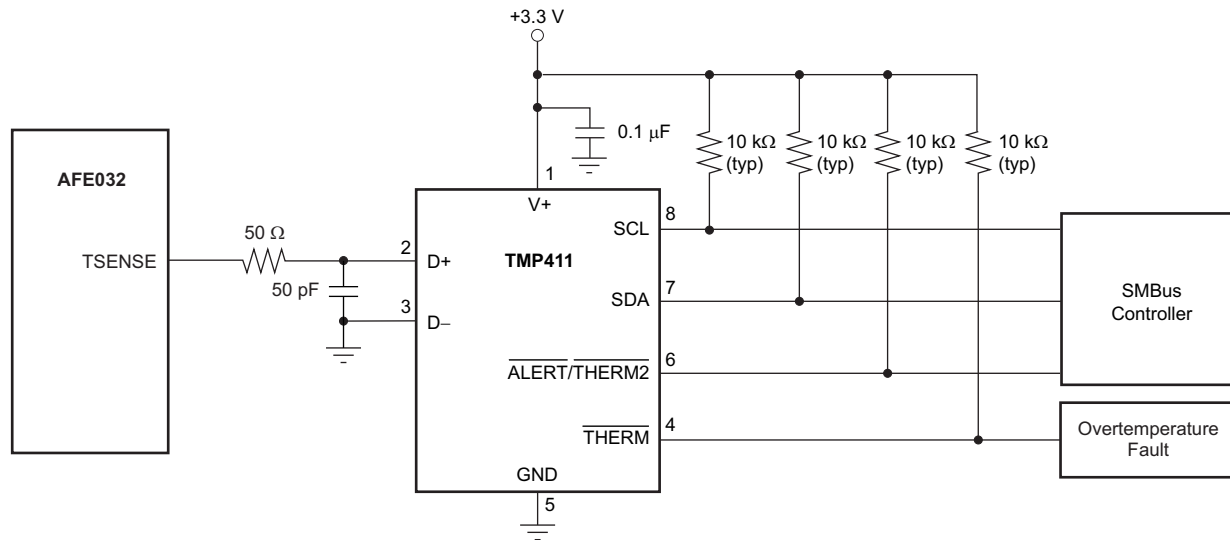 +3.3 V
0.1 μF
10 kΩ
(typ)
10 kΩ
(typ)
10 kΩ
(typ)
10 kΩ
(typ)
AFE032
TSENSE
50 Ω
50 pF
1
V+
2
D+
3
D−
TMP411
SCL
8
SDA
7
ALERT/THERM2
6
THERM
4
GND
5
SMBus
Controller
Overtemperature
Fault